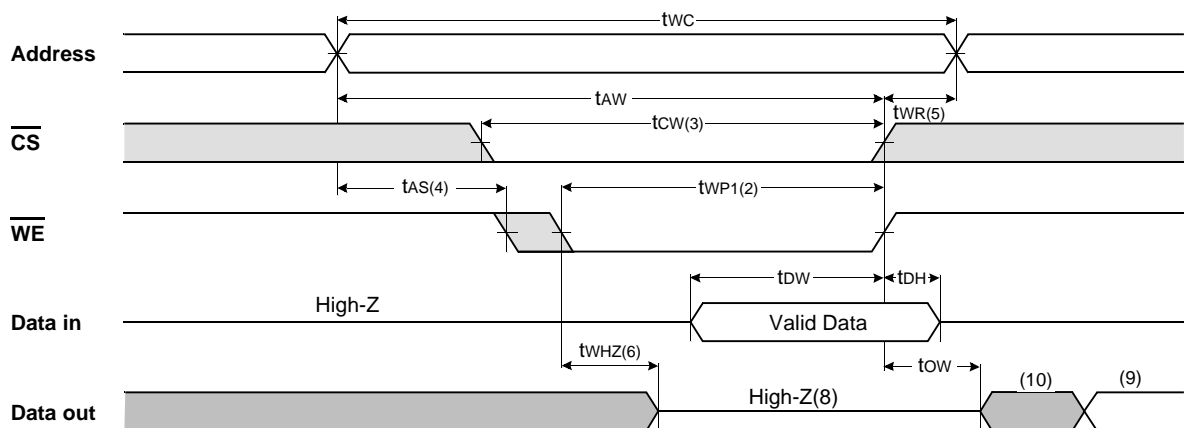 tWC
Address
tAW
tWR(5)
tCW(3)
CS
tAS(4)
tWP1(2)
WE
tDW
tDH
High-Z
Data in
Valid Data
tWHZ(6)
tOW
(10)
(9)
High-Z(8)
Data out